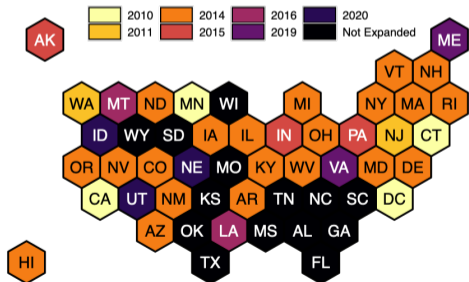 2010 2014 2016 2020
2011 2015 2019 Not Expanded
AK ME
VT NH
WA MT ND MN WI MI NY MA RI
ID WY SD IA IL IN OH PA NJ CT
OR NV CO NE MO KY WV VA MD DE
CA UT NM KS AR TN NC SC DC
AZ OK LA MS AL GA
HI TX FL